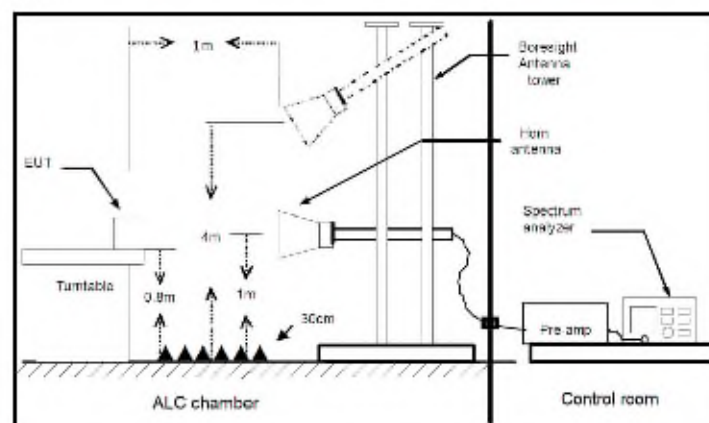 1m
Boresight
Antenna
tower
Horn
antenna
EUT
Spectrum
analyzer
4m
Turntable
0.8m
1m
30cm
Pre-amp
ALC chamber
Control room